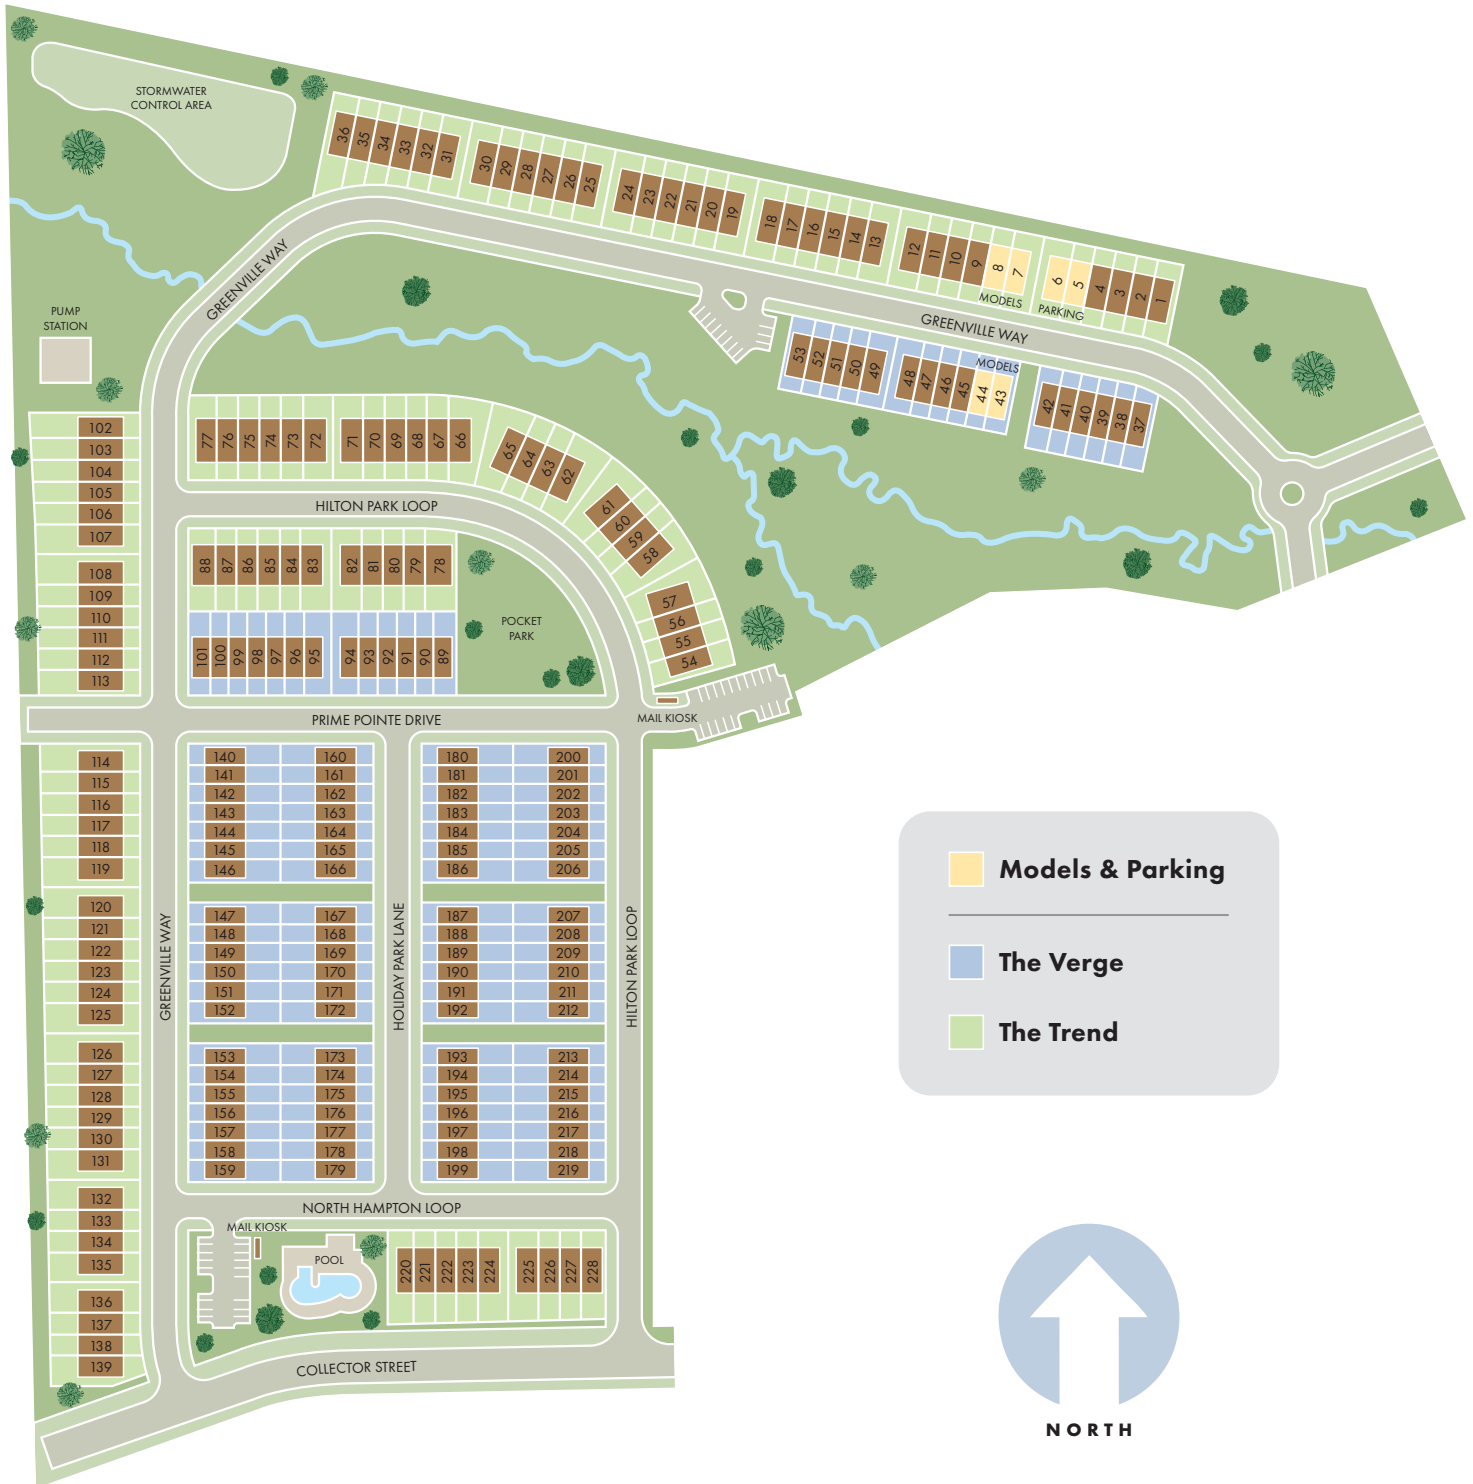 STORMWATER
CONTROL AREA
36 35 34 33 32 31
30 29 28 27 26 25
24 23 22 21 20 19
18 17 16 15 14 13
12 11 10 9 8 7
MODELS
6 5 4 3 2 1
PARKING
GREENVILLE WAY
GREENVILLE WAY
PUMP
STATION
53 52 51 50 49
48 47 46 45 44 43
MODELS
42 41 40 39 38 37
77 76 75 74 73 72
71 70 69 68 67 66
65 64 63 62
61 60 59 58
57
56
55
54
HILTON PARK LOOP
88 87 86 85 84 83
82 81 80 79 78
101 100 99 98 97 96 95
94 93 92 91 90 89
POCKET
PARK
102
103
104
105
106
107
108
109
110
111
112
113
PRIME POINTE DRIVE
MAIL KIOSK
114
115
116
117
118
119
120
121
122
123
124
125
126
127
128
129
130
131
132
133
134
135
136
137
138
139
GREENVILLE WAY
140 160
141 161
142 162
143 163
144 164
145 165
146 166
147 167
148 168
149 169
150 170
151 171
152 172
153 173
154 174
155 175
156 176
157 177
158 178
159 179
HOLIDAY PARK LANE
180 200
181 201
182 202
183 203
184 204
185 205
186 206
187 207
188 208
189 209
190 210
191 211
192 212
193 213
194 214
195 215
196 216
197 217
198 218
199 219
HILTON PARK LOOP
NORTH HAMPTON LOOP
MAIL KIOSK
POOL
220 221 222 223 224
225 226 227 228
COLLECTOR STREET
Models & Parking
The Verge
The Trend
NORTH